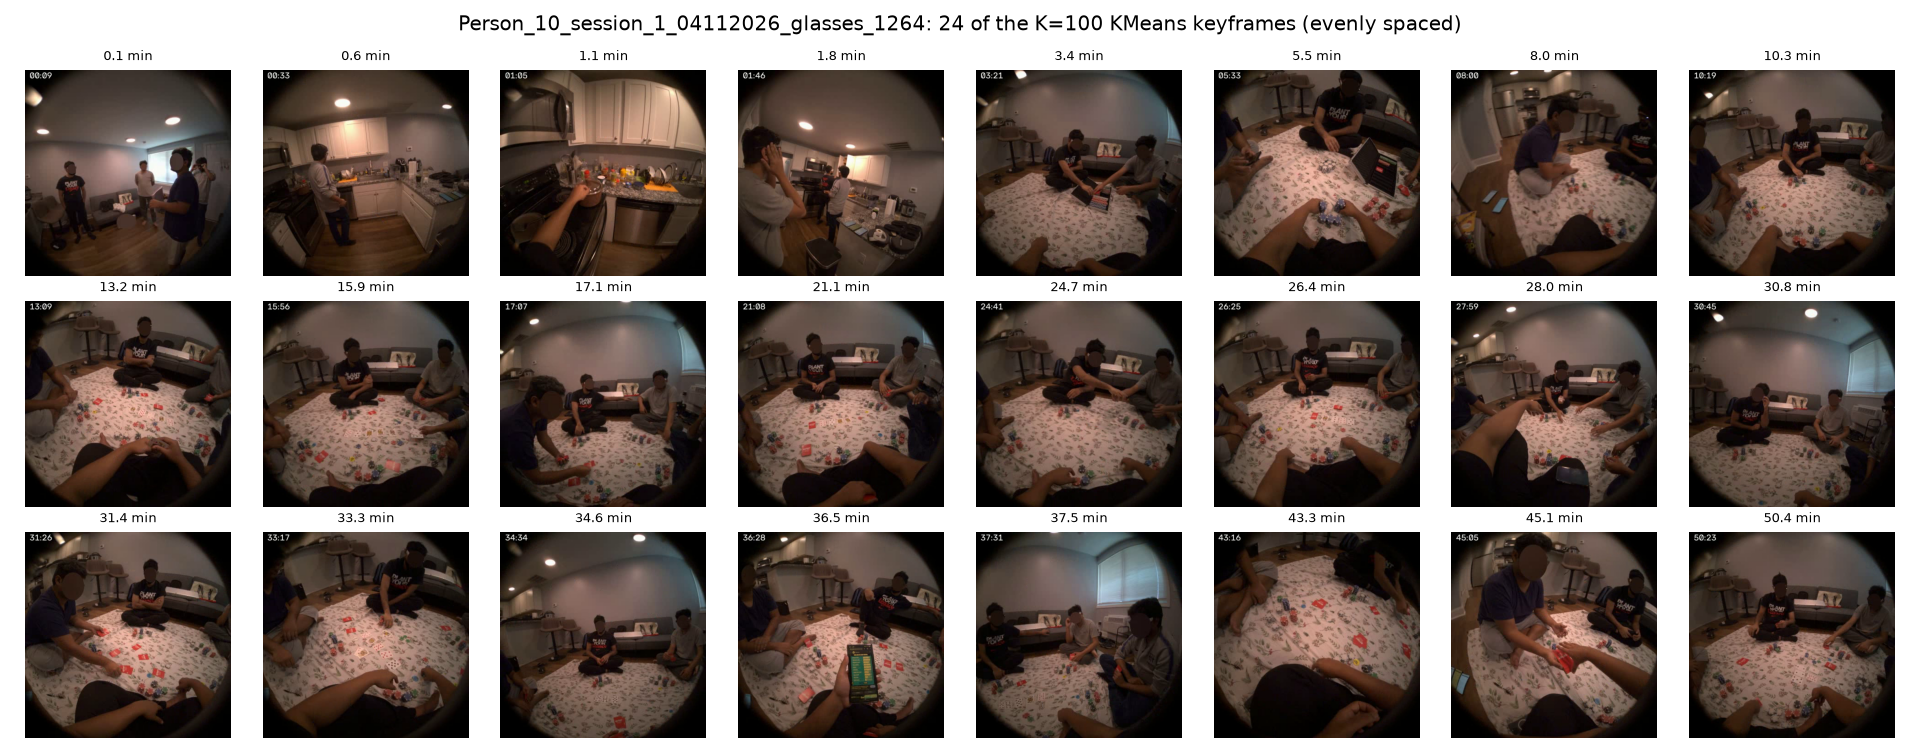 Person_10_session_1_04112026_glasses_1264: 24 of the K=100 KMeans keyframes (evenly spaced)
0.1 min 0.6 min 1.1 min 1.8 min 3.4 min 5.5 min 8.0 min 10.3 min
00:09 00:33 01:05 01:46 03:21 05:33 08:00 10:19
13.2 min 15.9 min 17.1 min 21.1 min 24.7 min 26.4 min 28.0 min 30.8 min
13:09 15:56 17:07 21:08 24:41 26:25 27:59 30:45
31.4 min 33.3 min 34.6 min 36.5 min 37.5 min 43.3 min 45.1 min 50.4 min
31:26 33:17 34:34 36:28 37:31 43:16 45:05 50:23